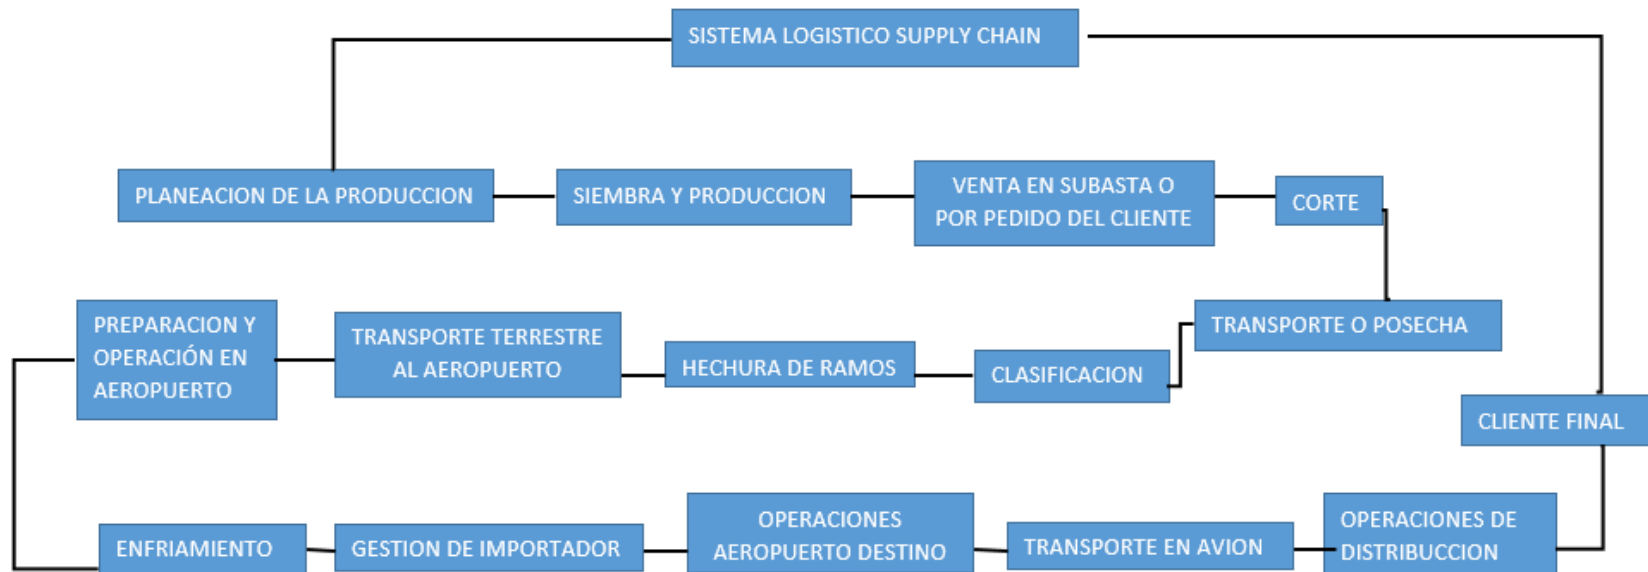 SISTEMA LOGISTICO SUPPLY CHAIN
PLANEACION DE LA PRODUCCION
SIEMBRA Y PRODUCCION
VENTA EN SUBASTA O
POR PEDIDO DEL CLIENTE
CORTE
TRANSPORTE O POSECHA
CLASIFICACION
HECHURA DE RAMOS
TRANSPORTE TERRESTRE
AL AEROPUERTO
PREPARACION Y
OPERACIÓN EN
AEROPUERTO
ENFRIAMIENTO
GESTION DE IMPORTADOR
OPERACIONES
AEROPUERTO DESTINO
TRANSPORTE EN AVION
OPERACIONES DE
DISTRIBUCCION
CLIENTE FINAL